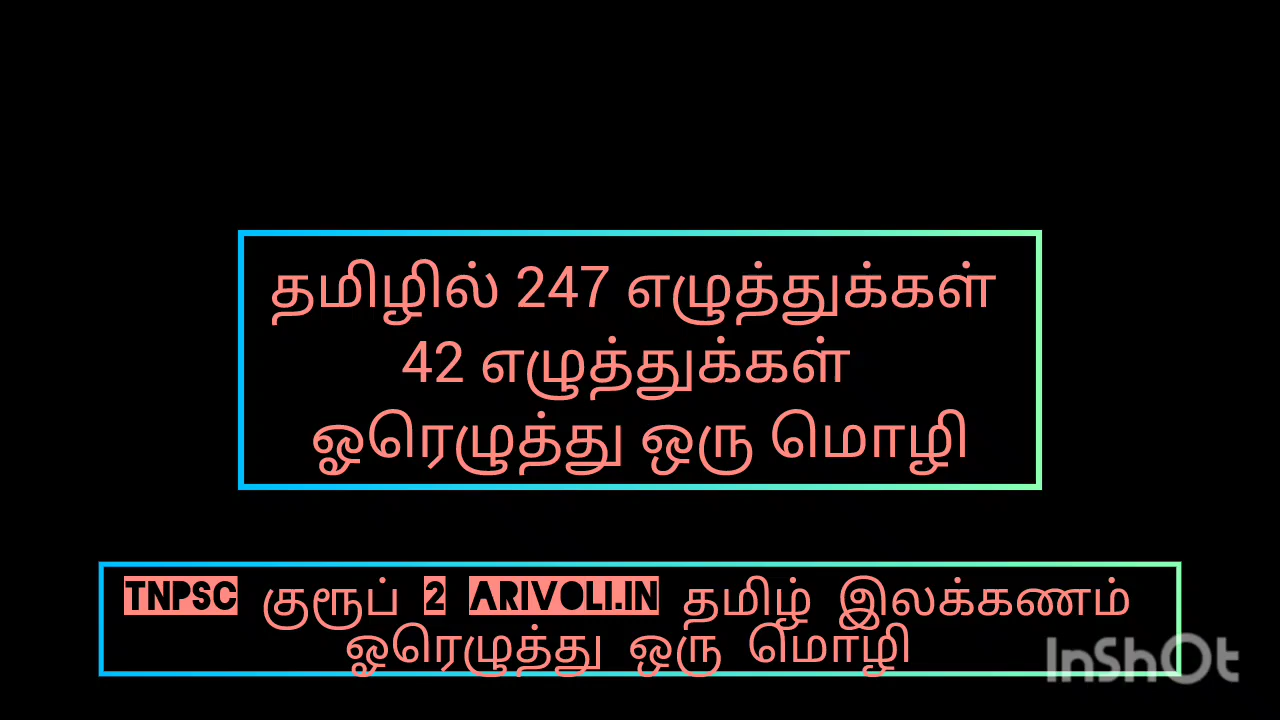 தமிழில் 247 எழுத்துக்கள்
42 எழுத்துக்கள்
ஓரெழுத்து ஒரு மொழி
TNPSC குரூப் 2 ARIVOLI.IN தமிழ் இலக்கணம்
ஓரெழுத்து ஒரு மொழி
InShOt